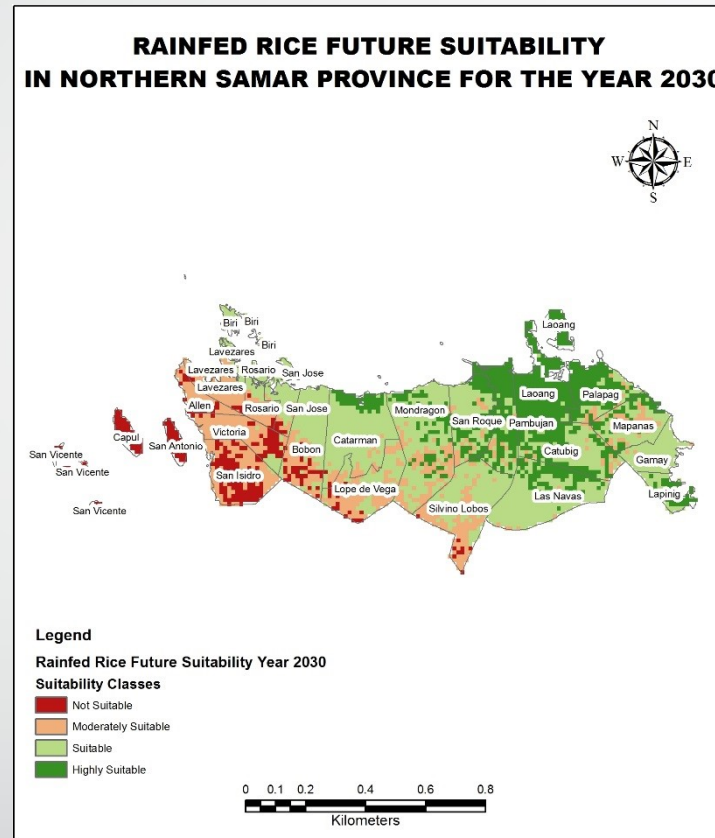 RAINFED RICE FUTURE SUITABILITY
IN NORTHERN SAMAR PROVINCE FOR THE YEAR 2030
N
W E
S
Laoang
Biri Biri
Biri
Lavezares
Lavezares Rosario San Jose
Lavezares
Laoang Palapag
Allen Rosario San Jose Mondragon
San Roque Pambujan
Capul San Antonio Victoria Mapanas
Catarman
Bobon Catubig
San Vicente Gamay
San Vicente San Isidro
Lope de Vega Las Navas Lapinig
San Vicente Silvino Lobos
Legend
Rainfed Rice Future Suitability Year 2030
Suitability Classes
Not Suitable
Moderately Suitable
Suitable
Highly Suitable
0 0.1 0.2 0.4 0.6 0.8
Kilometers